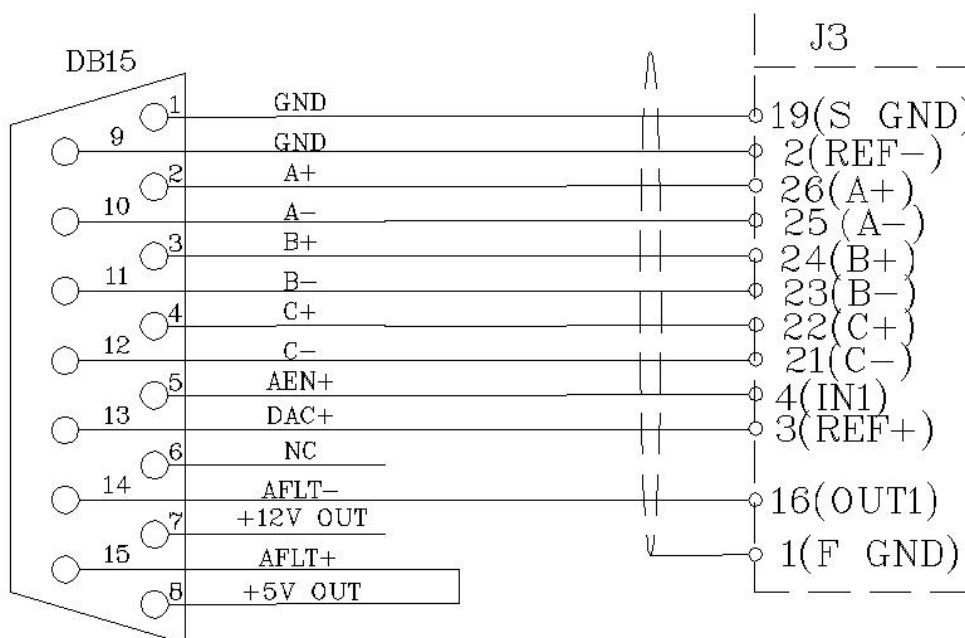 J3
DB15
1 GND 19(S GND)
9 GND 2(REF-)
2 A+ 26(A+)
10 A- 25 (A-)
3 B+ 24(B+)
11 B- 23(B-)
4 C+ 22(C+)
12 C- 21(C-)
5 AEN+ 4(IN1)
13 DAC+ 3(REF+)
6 NC
14 AFLT- 16(OUT1)
7 +12V OUT
15 AFLT+ 1(F GND)
8 +5V OUT